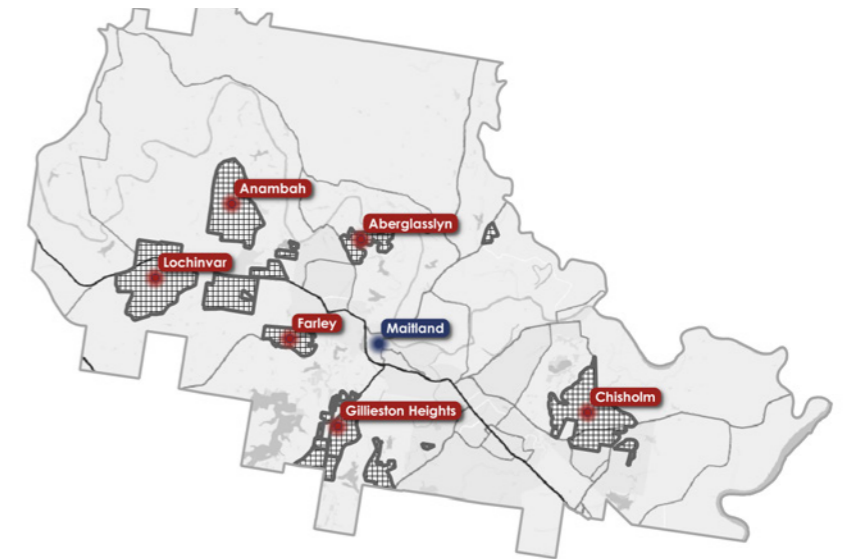 Anambah
Aberglasslyn
Lochinvar
Farley
Maitland
Chisholm
Gillieston Heights